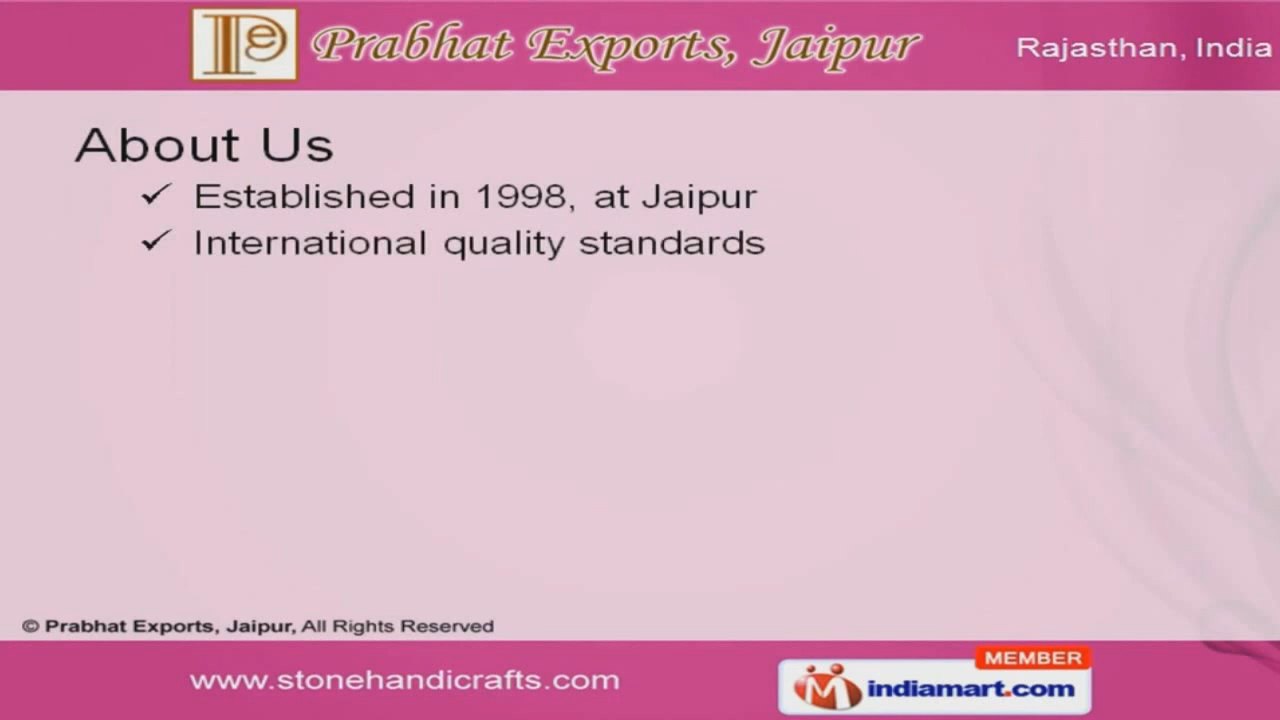 Pe Prabhat Exports, Jaipur
Rajasthan, India
About Us
✓ Established in 1998, at Jaipur
✓ International quality standards
© Prabhat Exports, Jaipur, All Rights Reserved
www.stonehandicrafts.com
MEMBER
M indiamart.com